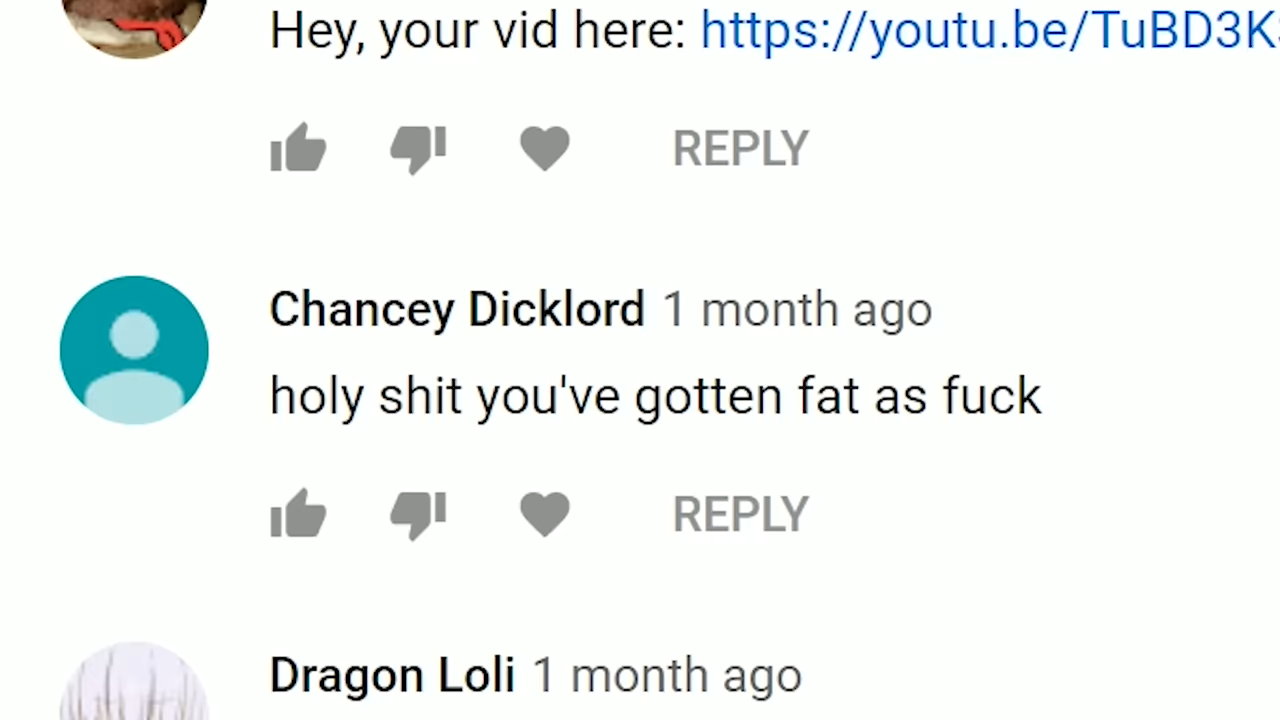 Hey, your vid here: https://youtu.be/TuBD3K
REPLY
Chancey Dicklord 1 month ago
holy shit you've gotten fat as fuck
REPLY
Dragon Loli 1 month ago